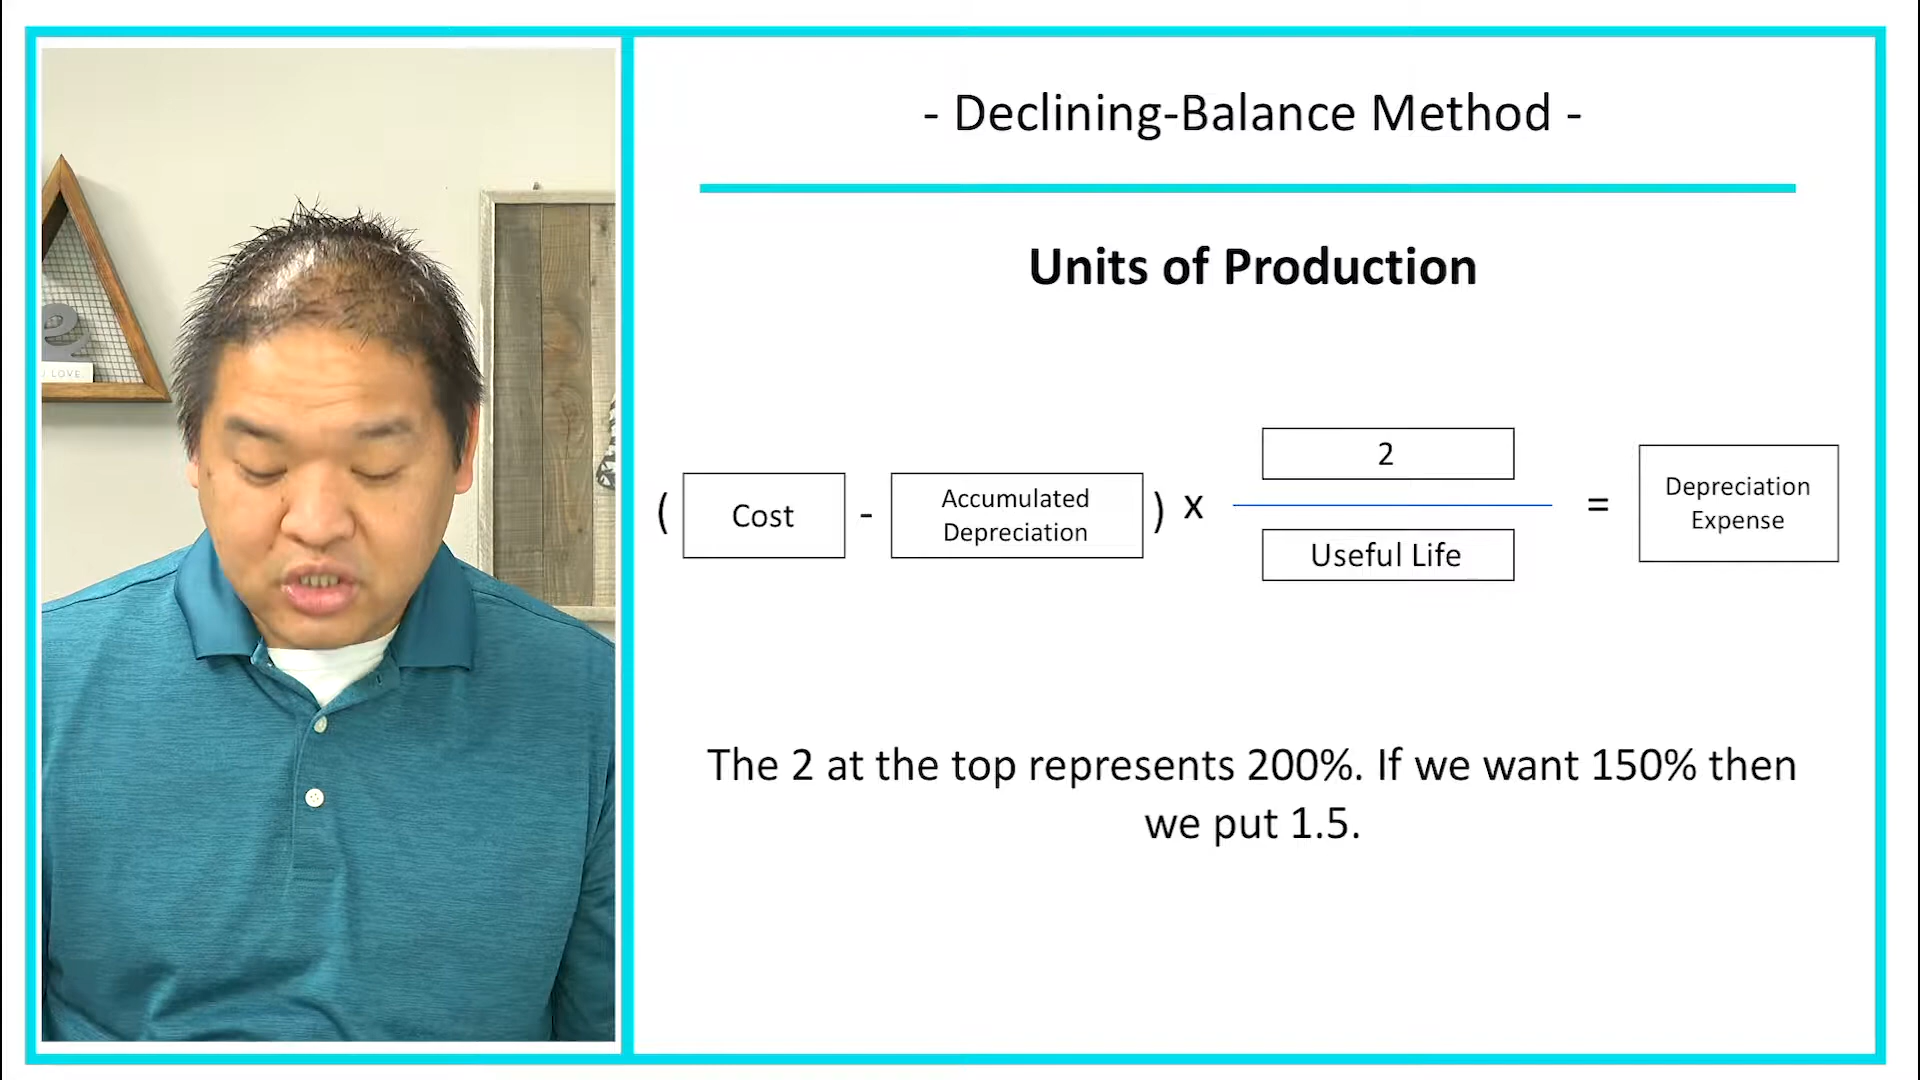 e
LOVE.
- Declining-Balance Method -
Units of Production
( Cost - Accumulated Depreciation ) x 2 / Useful Life = Depreciation Expense
The 2 at the top represents 200%. If we want 150% then
we put 1.5.